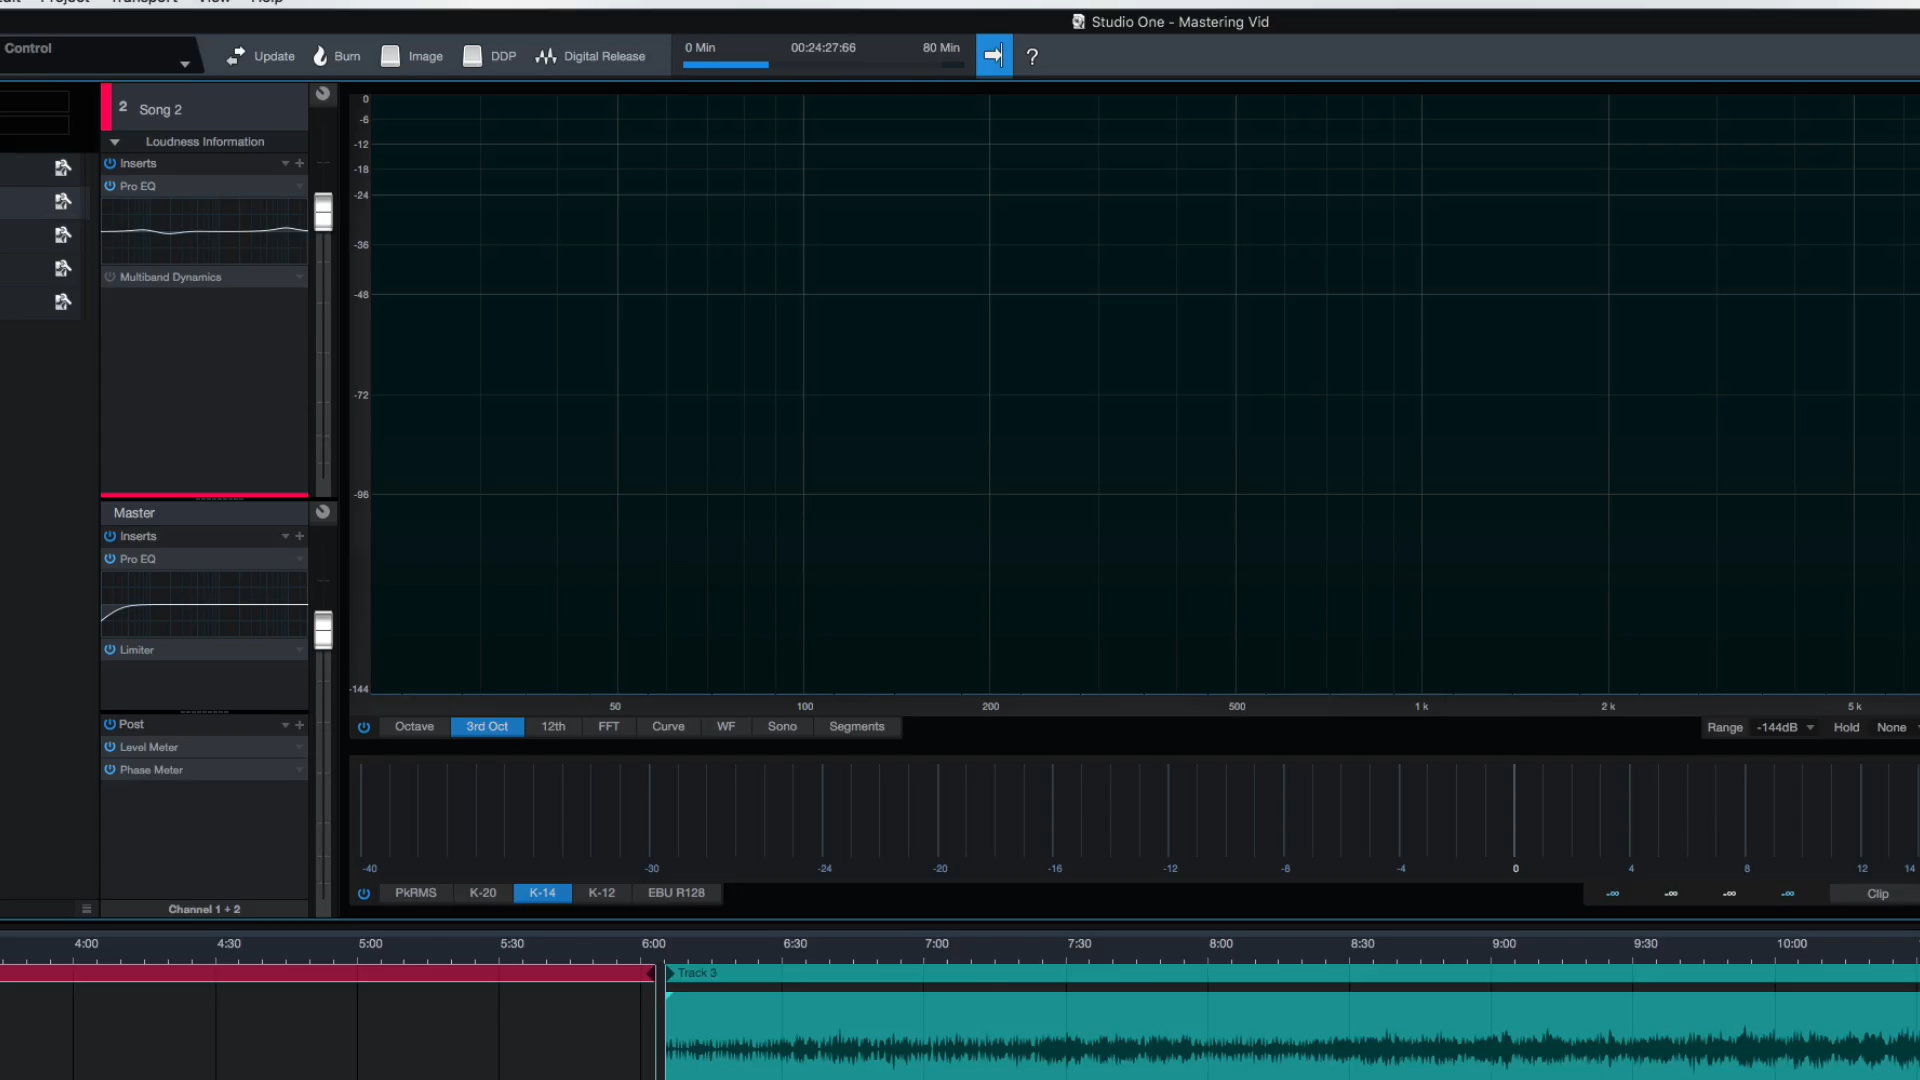 Project Transport View Help
Studio One - Mastering Vid
Control
Update Burn Image DDP Digital Release
0 Min 00:24:27:66 80 Min
?
2 Song 2
Loudness Information
Inserts
Pro EQ
Multiband Dynamics
Master
Inserts
Pro EQ
Limiter
Post
Level Meter
Phase Meter
Channel 1 + 2
0
-6
-12
-18
-24
-36
-48
-72
-96
-144
50 100 200 500 1 k 2 k 5 k
Octave 3rd Oct 12th FFT Curve WF Sono Segments
Range -144dB Hold None
-40 -30 -24 -20 -16 -12 -8 -4 0 4 8 12 14
PkRMS K-20 K-14 K-12 EBU R128
-∞ -∞ -∞ -∞ Clip
4:00 4:30 5:00 5:30 6:00 6:30 7:00 7:30 8:00 8:30 9:00 9:30 10:00
Track 3